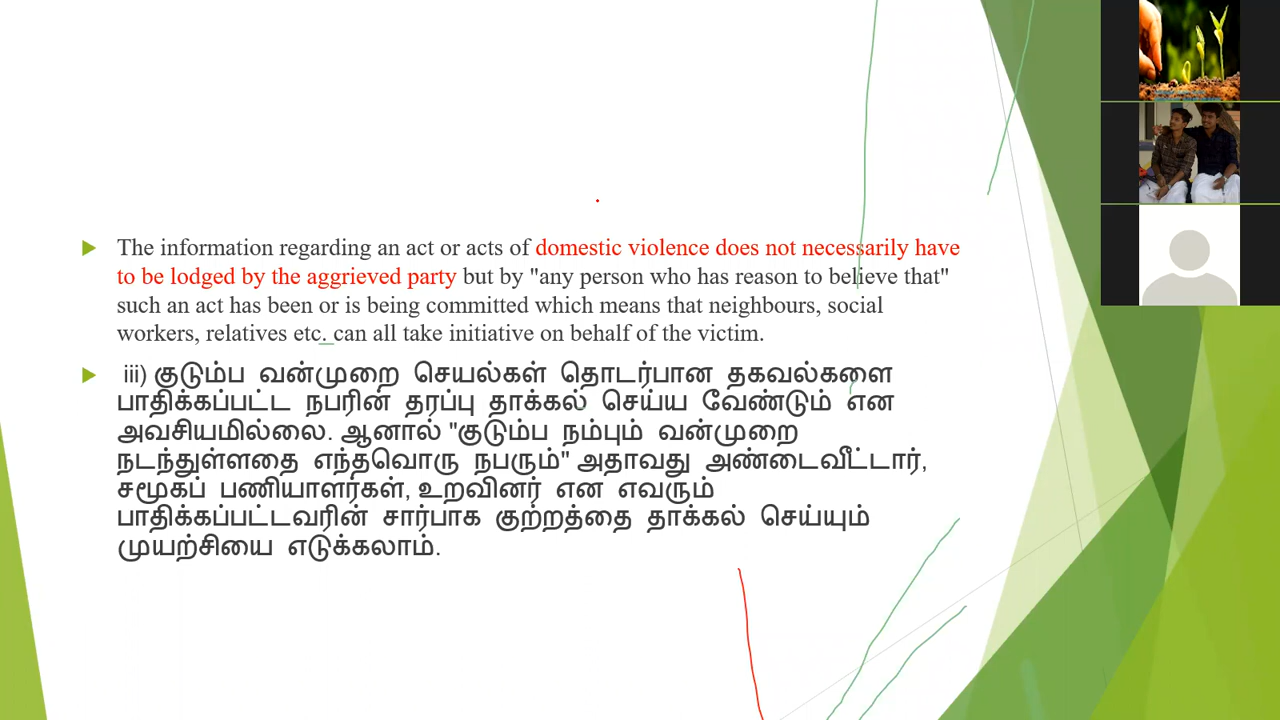 The information regarding an act or acts of domestic violence does not necessarily have
to be lodged by the aggrieved party but by "any person who has reason to believe that"
such an act has been or is being committed which means that neighbours, social
workers, relatives etc. can all take initiative on behalf of the victim.
iii) குடும்ப வன்முறை செயல்கள் தொடர்பான தகவல்களை
பாதிக்கப்பட்ட நபரின் தரப்பு தாக்கல் செய்ய வேண்டும் என
அவசியமில்லை. ஆனால் "குடும்ப நம்பும் வன்முறை
நடந்துள்ளதை எந்தவொரு நபரும்" அதாவது அண்டைவீட்டார்,
சமூகப் பணியாளர்கள், உறவினர் என எவரும்
பாதிக்கப்பட்டவரின் சார்பாக குற்றத்தை தாக்கல் செய்யும்
முயற்சியை எடுக்கலாம்.